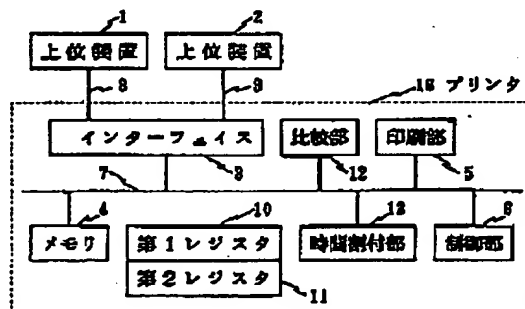 1 2
上位装置 上位装置
8 9 15 プリンタ
インターフェイス 比較部 印刷部
7 3 12 5
4 10 13 6
メモリ 第1レジスタ 時間割付部 制御部
第2レジスタ
11